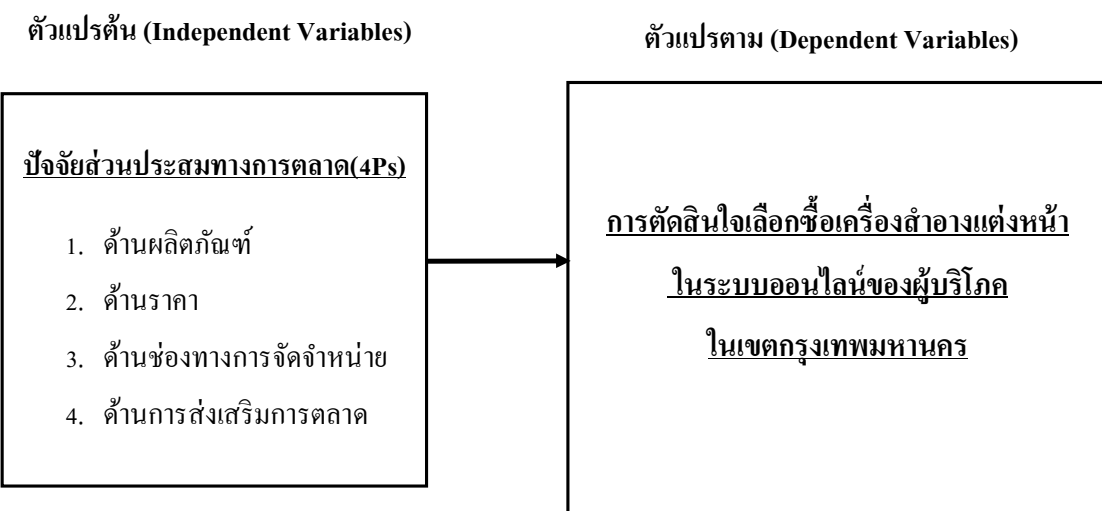 ตัวแปรต้น (Independent Variables)
ตัวแปรตาม (Dependent Variables)
ปัจจัยส่วนประสมทางการตลาด(4Ps)
1. ด้านผลิตภัณฑ์
2. ด้านราคา
3. ด้านช่องทางการจัดจำหน่าย
4. ด้านการส่งเสริมการตลาด
การตัดสินใจเลือกซื้อเครื่องสำอางแต่งหน้า
ในระบบออนไลน์ของผู้บริโภค
ในเขตกรุงเทพมหานคร